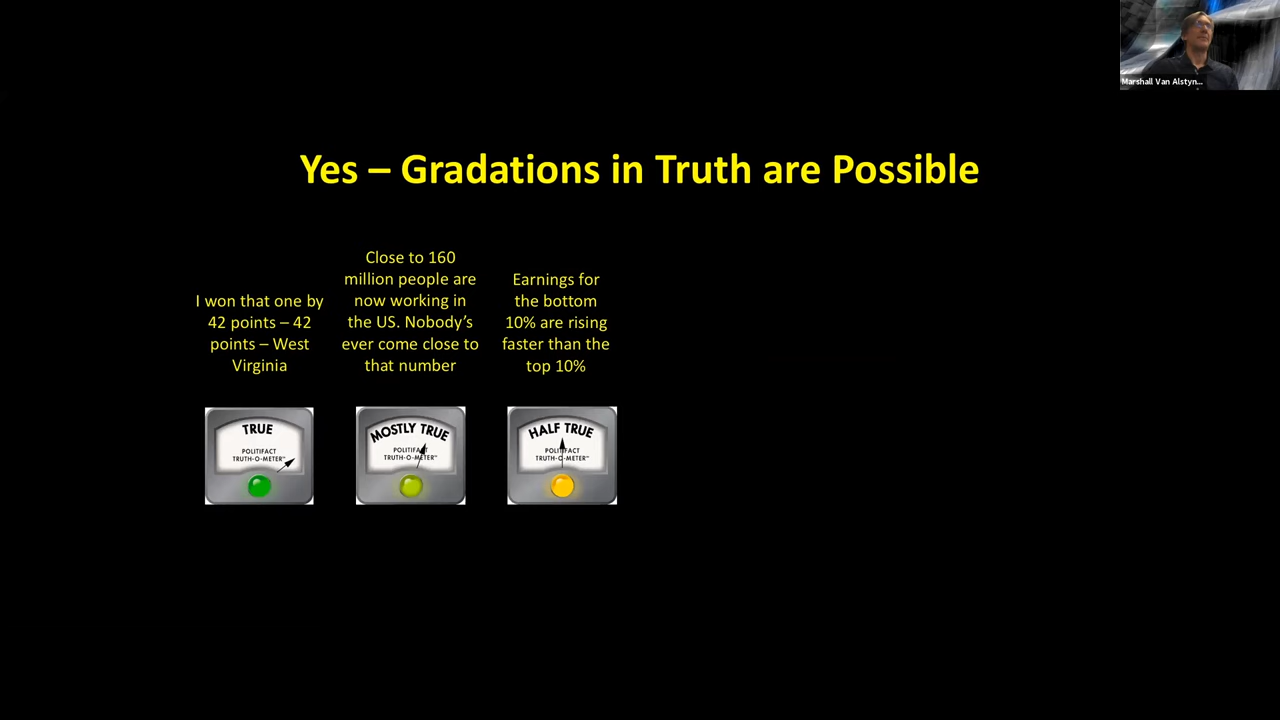 Marshall Van Alstyn...
Yes – Gradations in Truth are Possible
I won that one by
42 points – 42
points – West
Virginia
Close to 160
million people are
now working in
the US. Nobody’s
ever come close to
that number
Earnings for
the bottom
10% are rising
faster than the
top 10%
TRUE
POLITIFACT
TRUTH-O-METER™
MOSTLY TRUE
POLITIFACT
TRUTH-O-METER™
HALF TRUE
POLITIFACT
TRUTH-O-METER™